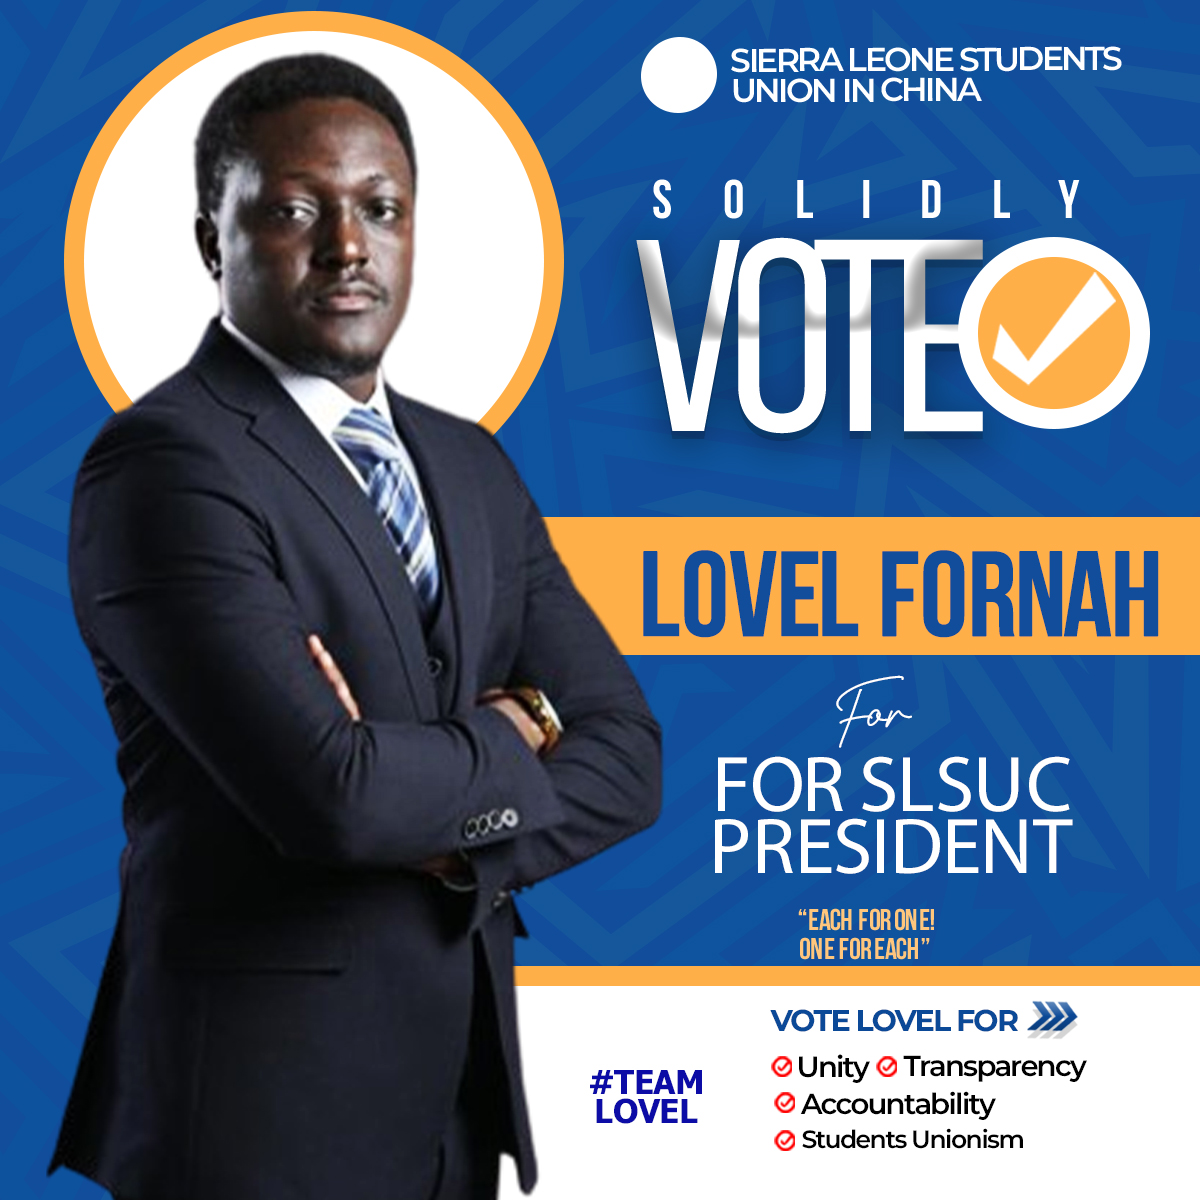 SIERRA LEONE STUDENTS
UNION IN CHINA
SOLIDLY
VOTE
LOVEL FORNAH
For
FOR SLSUC
PRESIDENT
“EACH FOR ONE!
ONE FOR EACH”
VOTE LOVEL FOR
Unity Transparency
Accountability
Students Unionism
#TEAM
LOVEL